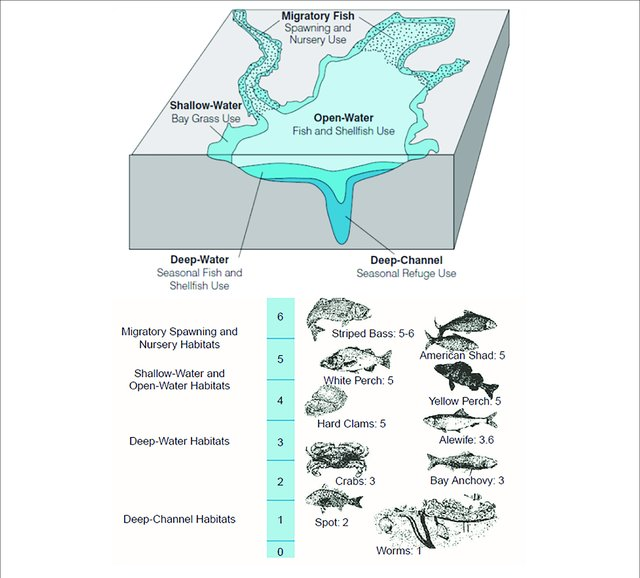 Migratory Fish
Spawning and
Nursery Use
Shallow-Water
Bay Grass Use
Open-Water
Fish and Shellfish Use
Deep-Water
Seasonal Fish and
Shellfish Use
Deep-Channel
Seasonal Refuge Use
Migratory Spawning and
Nursery Habitats
Shallow-Water and
Open-Water Habitats
Deep-Water Habitats
Deep-Channel Habitats
6
5
4
3
2
1
0
Striped Bass: 5-6
American Shad: 5
White Perch: 5
Yellow Perch: 5
Hard Clams: 5
Alewife: 3.6
Crabs: 3
Bay Anchovy: 3
Spot: 2
Worms: 1